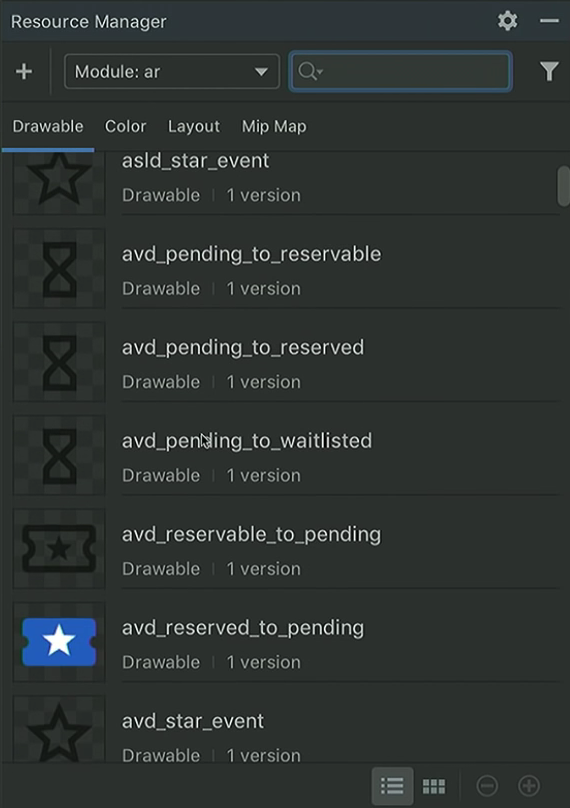 Resource Manager
Module: ar
Drawable Color Layout Mip Map
asld_star_event
Drawable 1 version
avd_pending_to_reservable
Drawable 1 version
avd_pending_to_reserved
Drawable 1 version
avd_pending_to_waitlisted
Drawable 1 version
avd_reservable_to_pending
Drawable 1 version
avd_reserved_to_pending
Drawable 1 version
avd_star_event
Drawable 1 version